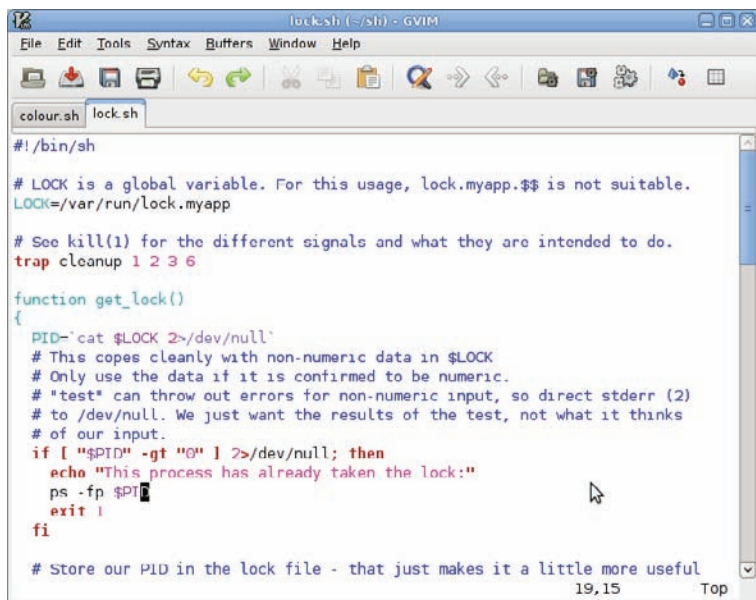 lock.sh (~/sh) - GVIM
File Edit Tools Syntax Buffers Window Help
colour.sh lock.sh
#!/bin/sh
# LOCK is a global variable. For this usage, lock.myapp.$$ is not suitable.
LOCK=/var/run/lock.myapp
# See kill(1) for the different signals and what they are intended to do.
trap cleanup 1 2 3 6
function get_lock()
{
PID=`cat $LOCK 2>/dev/null`
# This copes cleanly with non-numeric data in $LOCK
# Only use the data if it is confirmed to be numeric.
# "test" can throw out errors for non-numeric input, so direct stderr (2)
# to /dev/null. We just want the results of the test, not what it thinks
# of our input.
if [ "$PID" -gt "0" ] 2>/dev/null; then
echo "This process has already taken the lock:"
ps -fp $PID
exit 1
fi
# Store our PID in the lock file - that just makes it a little more useful
19,15 Top